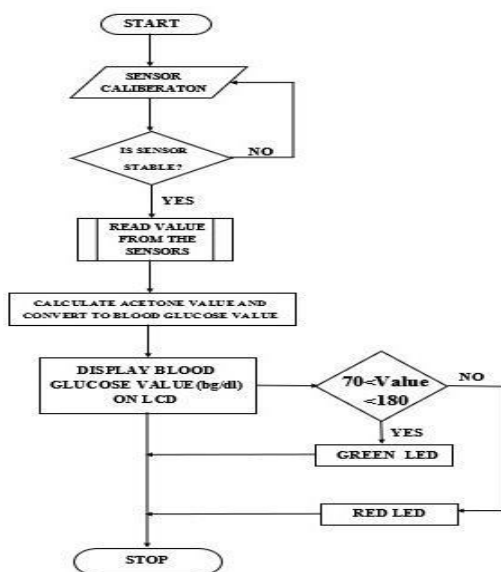 START
SENSOR
CALIBERATON
IS SENSOR
STABLE?
NO
YES
READ VALUE
FROM THE
SENSORS
CALCULATE ACETONE VALUE AND
CONVERT TO BLOOD GLUCOSE VALUE
DISPLAY BLOOD
GLUCOSE VALUE(bg/dl)
ON LCD
70<Value
<180
NO
YES
GREEN LED
RED LED
STOP